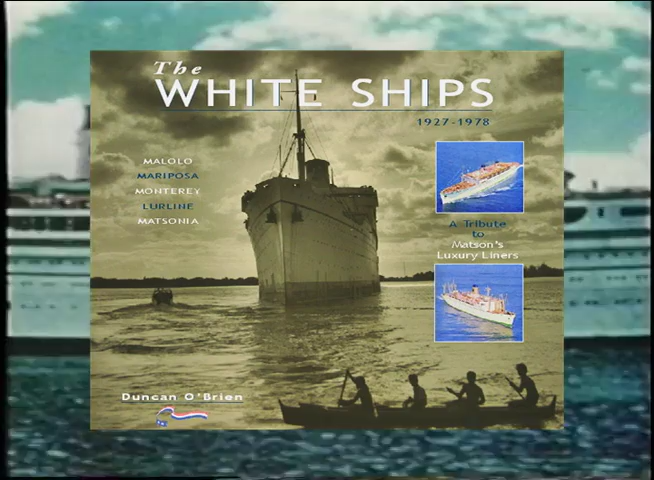 The
WHITE SHIPS
1927-1978
MALOLO
MARIPOSA
MONTEREY
LURLINE
MATSONIA
A Tribute
to
Matson's
Luxury Liners
Duncan O'Brien